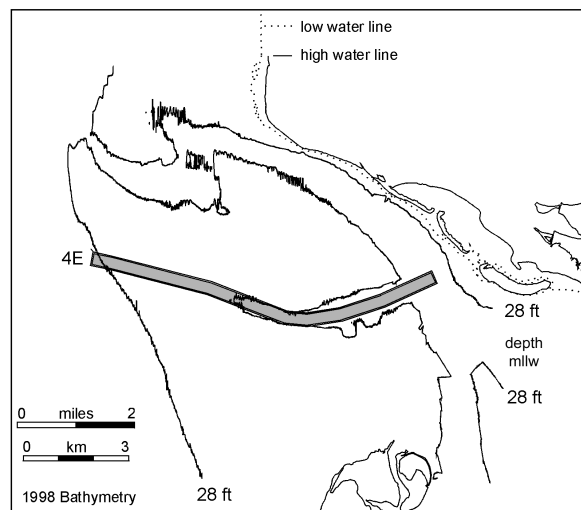 low water line
high water line
4E
28 ft
depth
mllw
28 ft
0 miles 2
0 km 3
28 ft
1998 Bathymetry